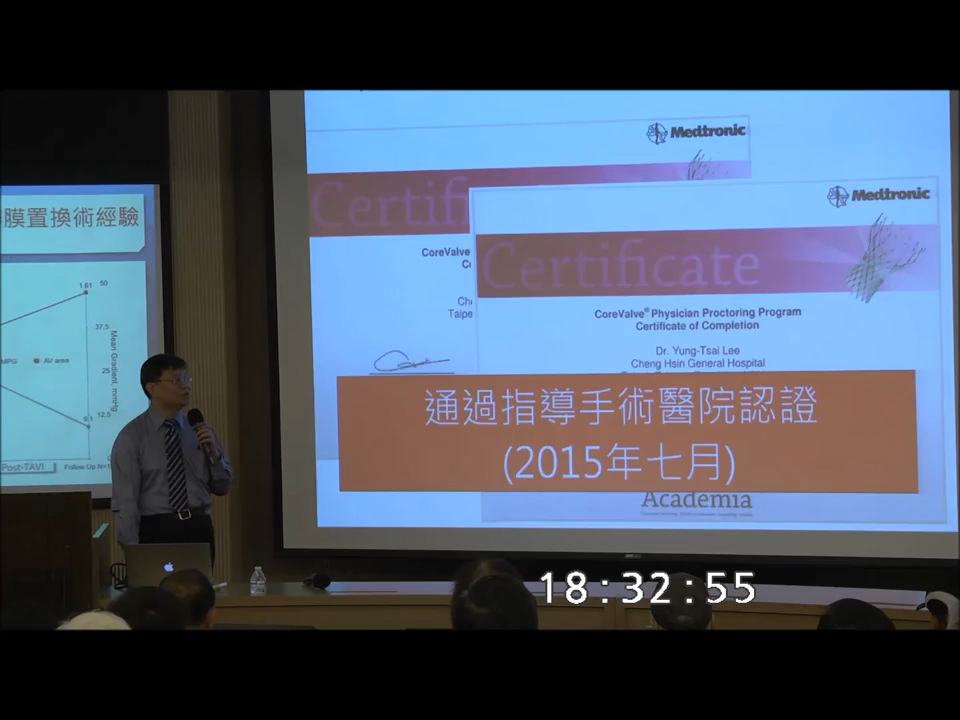 膜置換術經驗
1.61
50
37.5
25
12.5
9.1
MPG
AV area
Mean Gradient, mmHg
Post-TAVI
Follow Up N=1
Medtronic
Certif
CoreValve
Taipe
Medtronic
Certificate
CoreValve® Physician Proctoring Program
Certificate of Completion
Dr. Yung-Tsai Lee
Cheng Hsin General Hospital
通過指導手術醫院認證
(2015年七月)
Academia
18:32:55